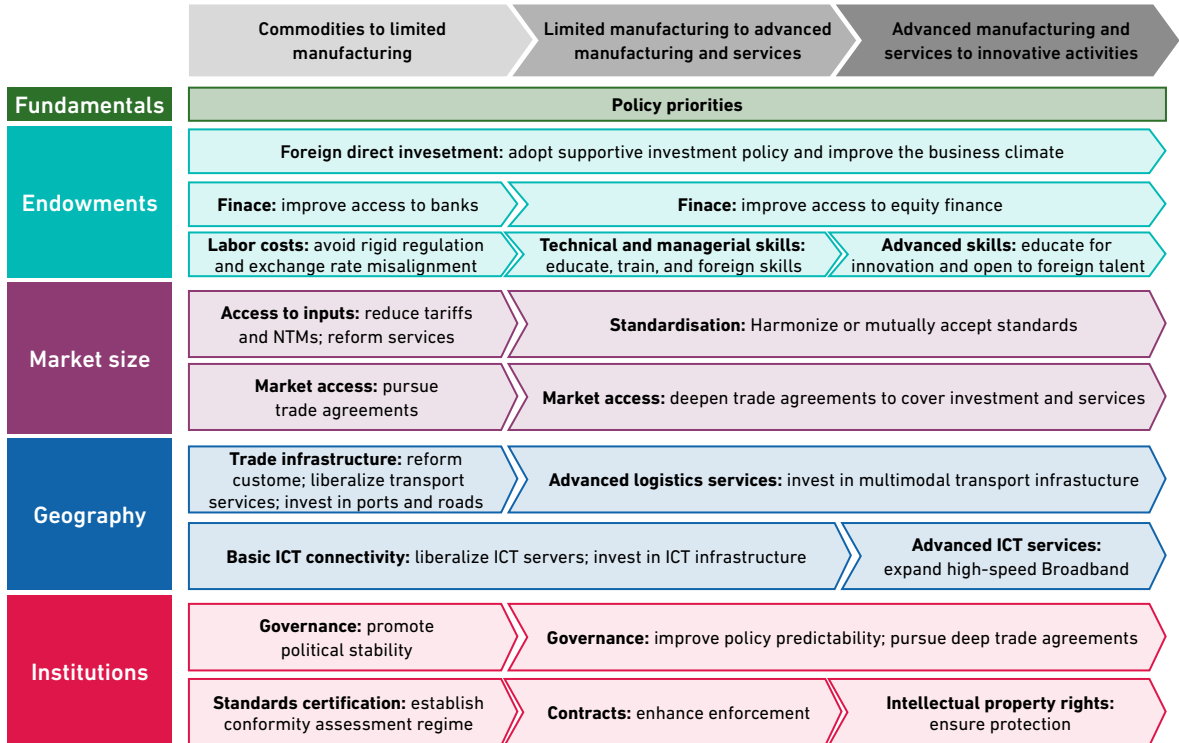 Commodities to limited
manufacturing
Limited manufacturing to advanced
manufacturing and services
Advanced manufacturing and
services to innovative activities
Fundamentals
Policy priorities
Endowments
Foreign direct invesetment: adopt supportive investment policy and improve the business climate
Finace: improve access to banks
Finace: improve access to equity finance
Labor costs: avoid rigid regulation
and exchange rate misalignment
Technical and managerial skills:
educate, train, and foreign skills
Advanced skills: educate for
innovation and open to foreign talent
Market size
Access to inputs: reduce tariffs
and NTMs; reform services
Standardisation: Harmonize or mutually accept standards
Market access: pursue
trade agreements
Market access: deepen trade agreements to cover investment and services
Geography
Trade infrastructure: reform
custome; liberalize transport
services; invest in ports and roads
Advanced logistics services: invest in multimodal transport infrastucture
Basic ICT connectivity: liberalize ICT servers; invest in ICT infrastructure
Advanced ICT services:
expand high-speed Broadband
Institutions
Governance: promote
political stability
Governance: improve policy predictability; pursue deep trade agreements
Standards certification: establish
conformity assessment regime
Contracts: enhance enforcement
Intellectual property rights:
ensure protection